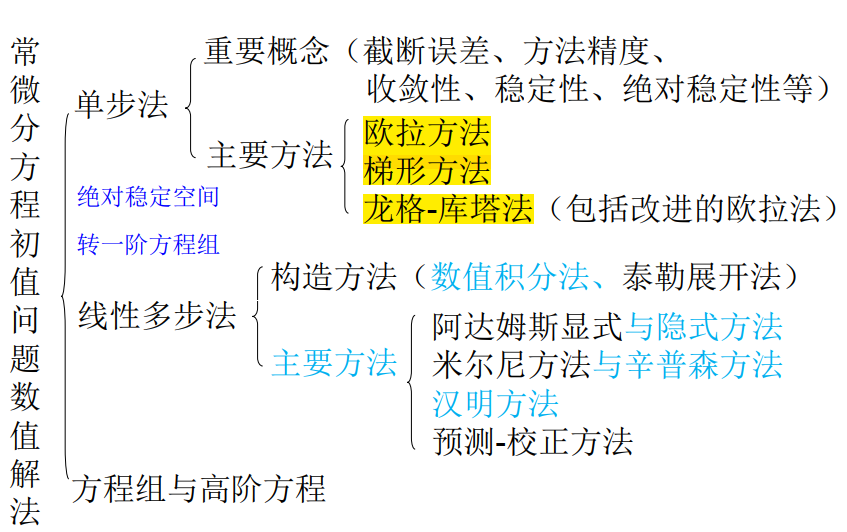 常微分方程初值问题数值解法
单步法
重要概念（截断误差、方法精度、
收敛性、稳定性、绝对稳定性等）
主要方法
欧拉方法
梯形方法
龙格-库塔法（包括改进的欧拉法）
绝对稳定空间
转一阶方程组
线性多步法
构造方法（数值积分法、泰勒展开法）
主要方法
阿达姆斯显式与隐式方法
米尔尼方法与辛普森方法
汉明方法
预测-校正方法
方程组与高阶方程